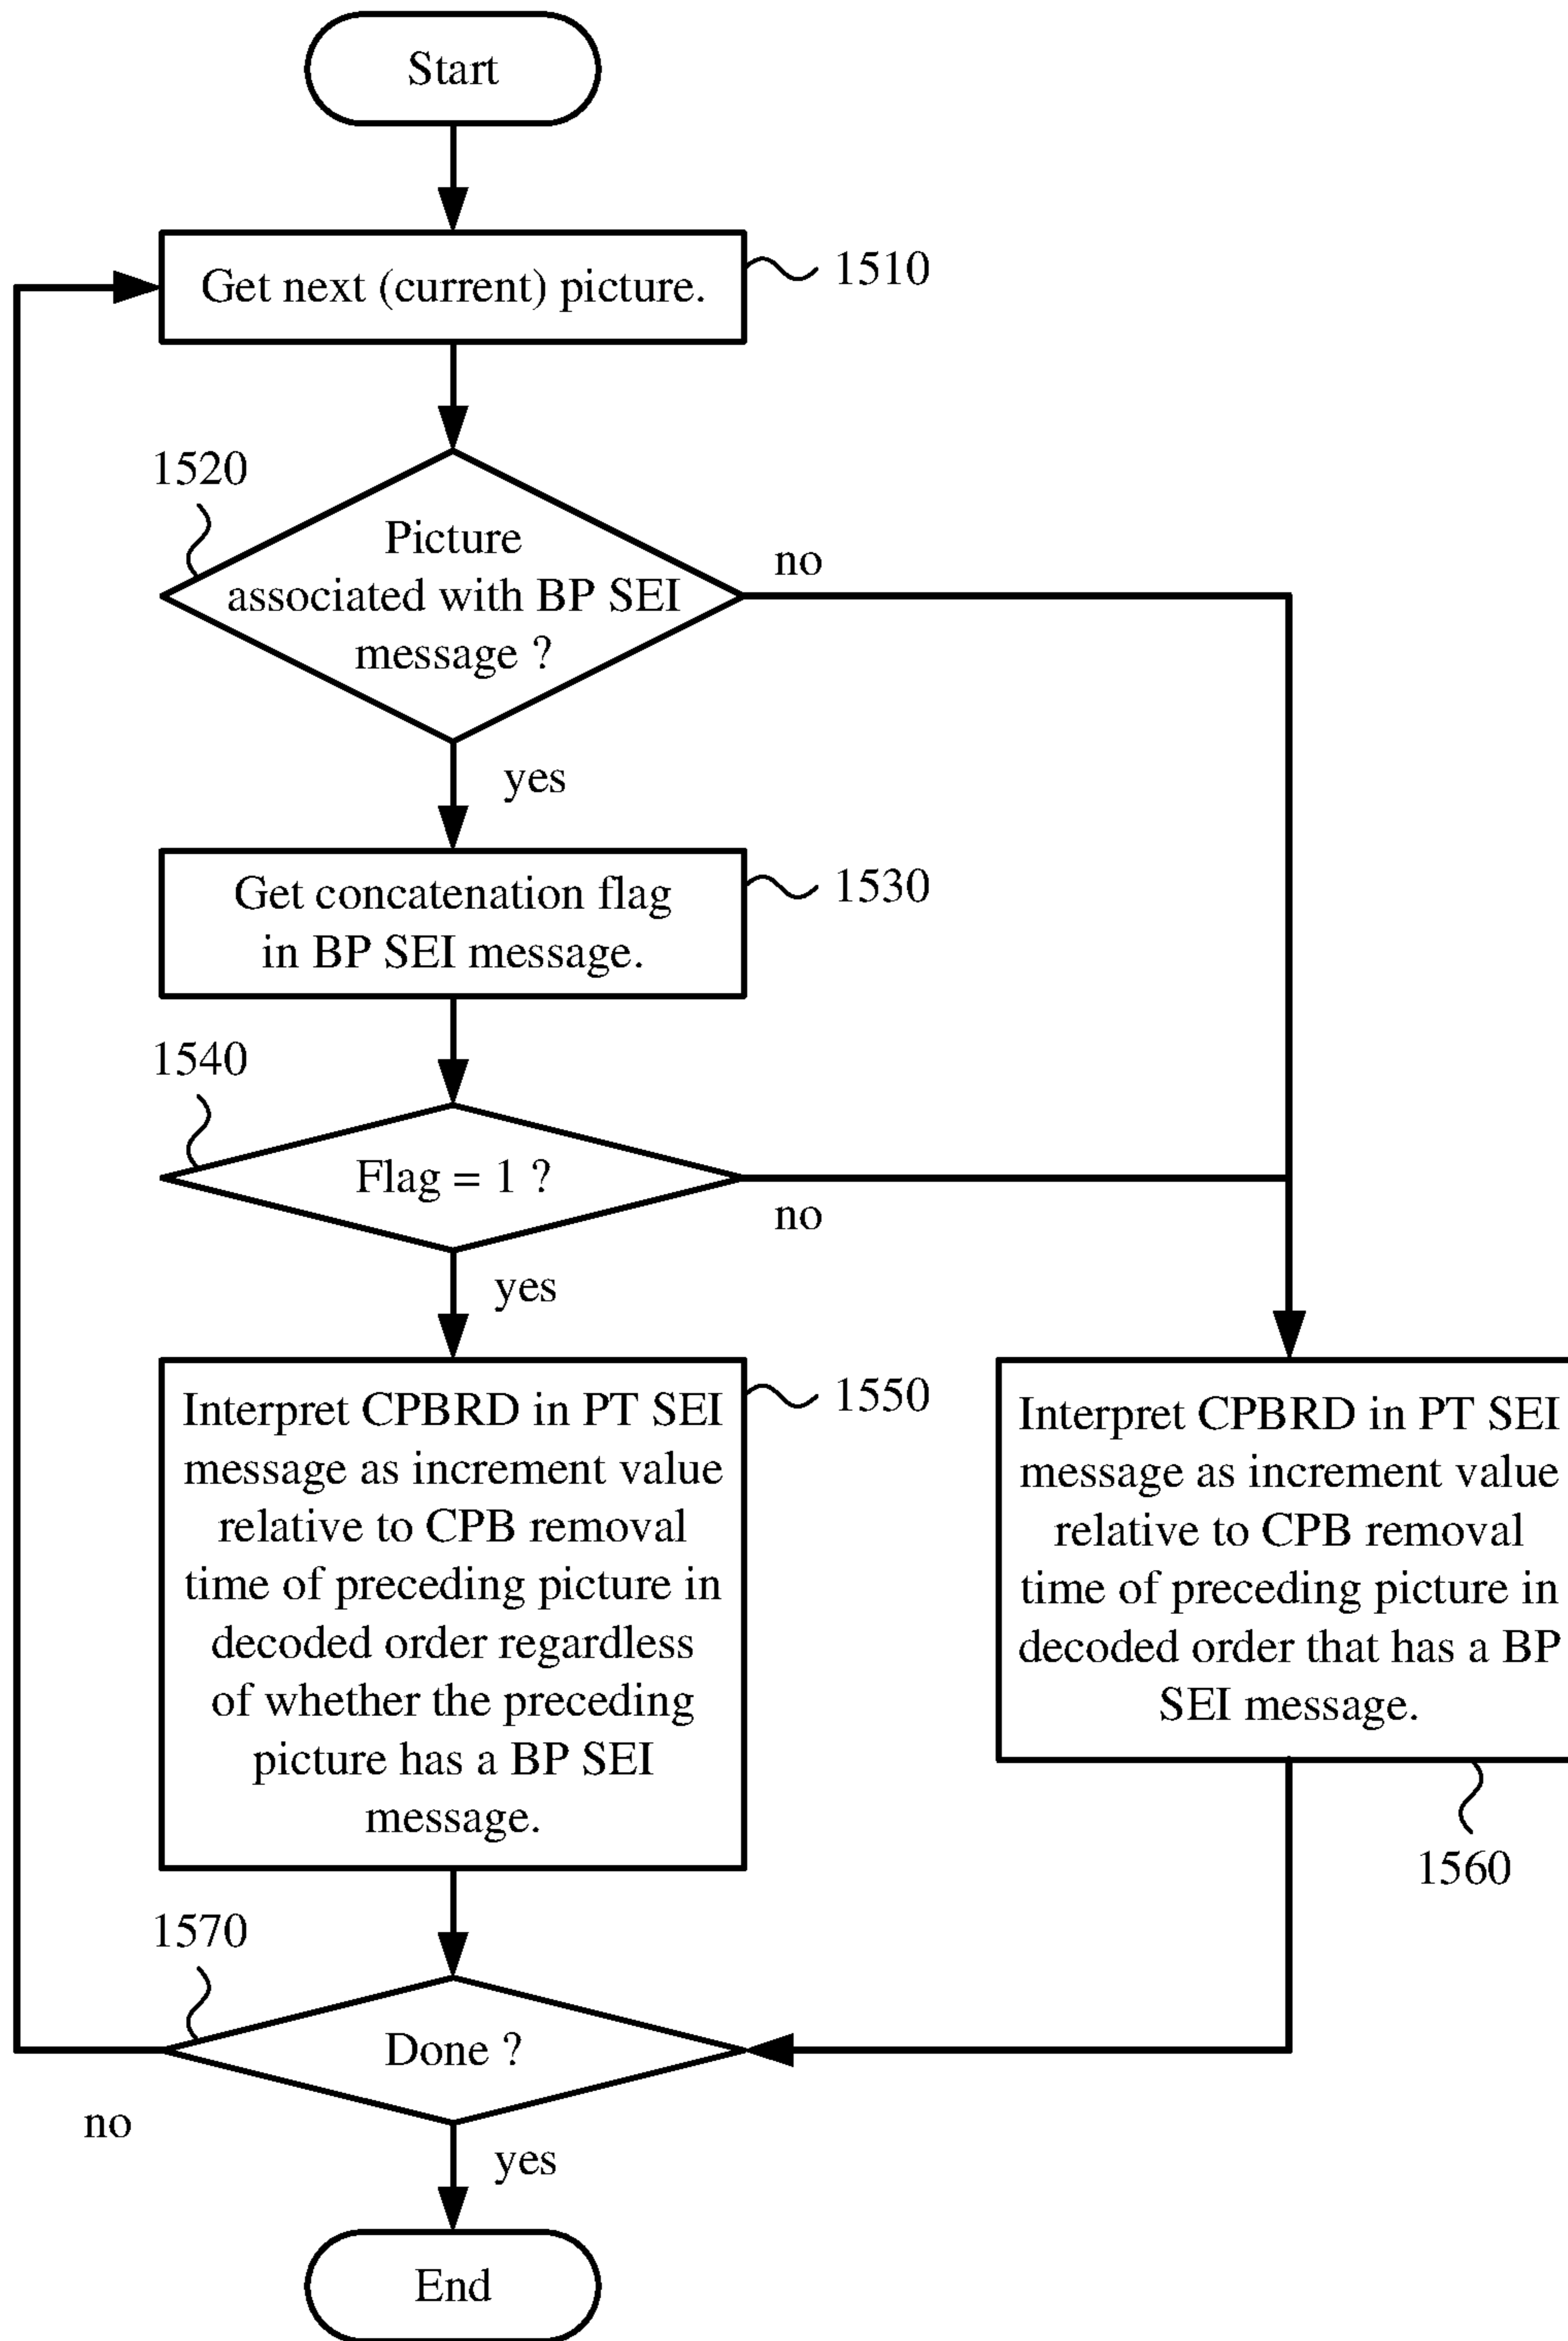 Start
Get next (current) picture.
1510
1520
Picture
associated with BP SEI
message ?
no
yes
Get concatenation flag
in BP SEI message.
1530
1540
Flag = 1 ?
no
yes
Interpret CPBRD in PT SEI
message as increment value
relative to CPB removal
time of preceding picture in
decoded order regardless
of whether the preceding
picture has a BP SEI
message.
1550
Interpret CPBRD in PT SEI
message as increment value
relative to CPB removal
time of preceding picture in
decoded order that has a BP
SEI message.
1560
1570
Done ?
no
yes
End